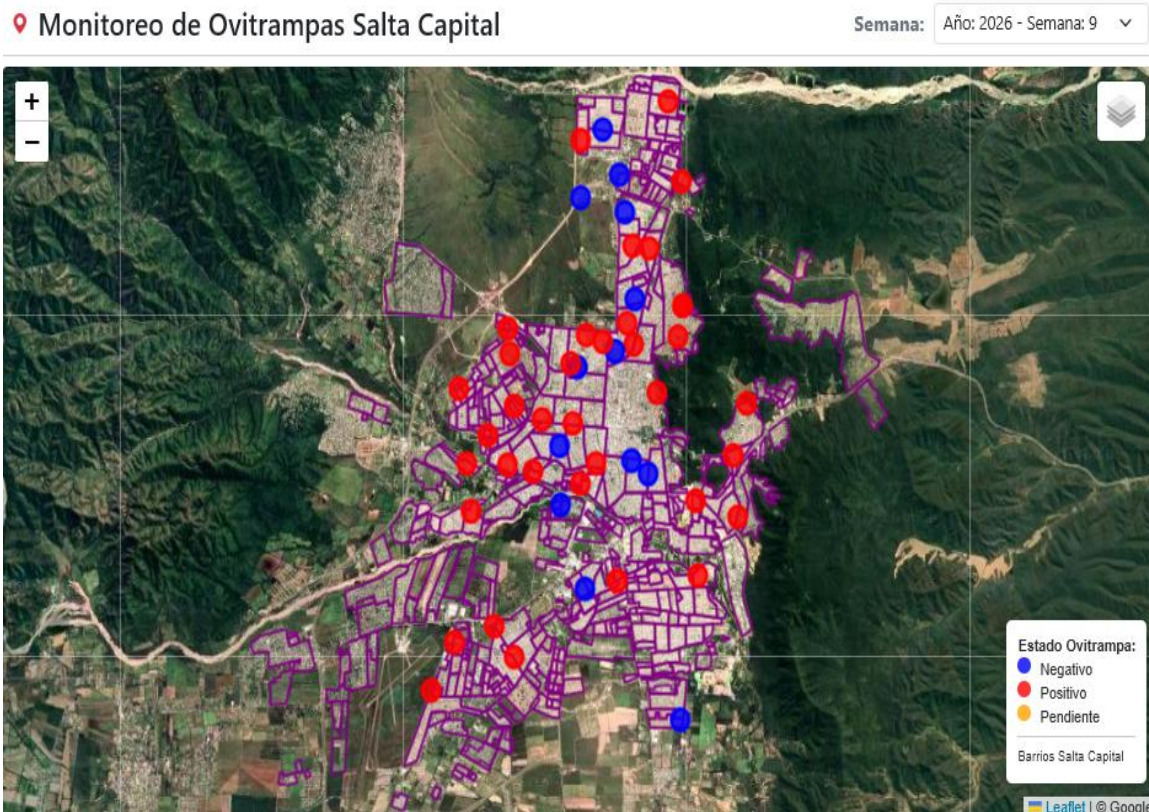 Monitoreo de Ovitrampas Salta Capital
Semana: Año: 2026 - Semana: 9
+
−
Estado Ovitrampa:
Negativo
Positivo
Pendiente
Barrios Salta Capital
Leaflet | © Google